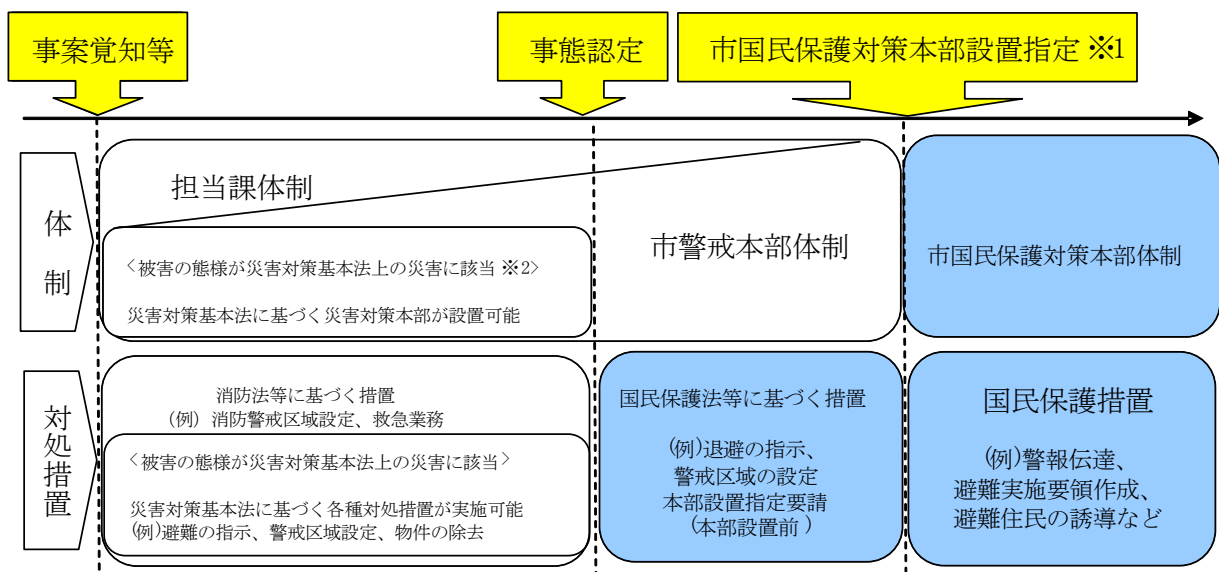 事案覚知等
事態認定
市国民保護対策本部設置指定 ※1
体制
担当課体制
<被害の態様が災害対策基本法上の災害に該当 ※2>
災害対策基本法に基づく災害対策本部が設置可能
市警戒本部体制
市国民保護対策本部体制
対処措置
消防法等に基づく措置
(例) 消防警戒区域設定、救急業務
<被害の態様が災害対策基本法上の災害に該当>
災害対策基本法に基づく各種対処措置が実施可能
(例)避難の指示、警戒区域設定、物件の除去
国民保護法等に基づく措置
(例)退避の指示、
警戒区域の設定
本部設置指定要請
(本部設置前)
国民保護措置
(例)警報伝達、
避難実施要領作成、
避難住民の誘導など